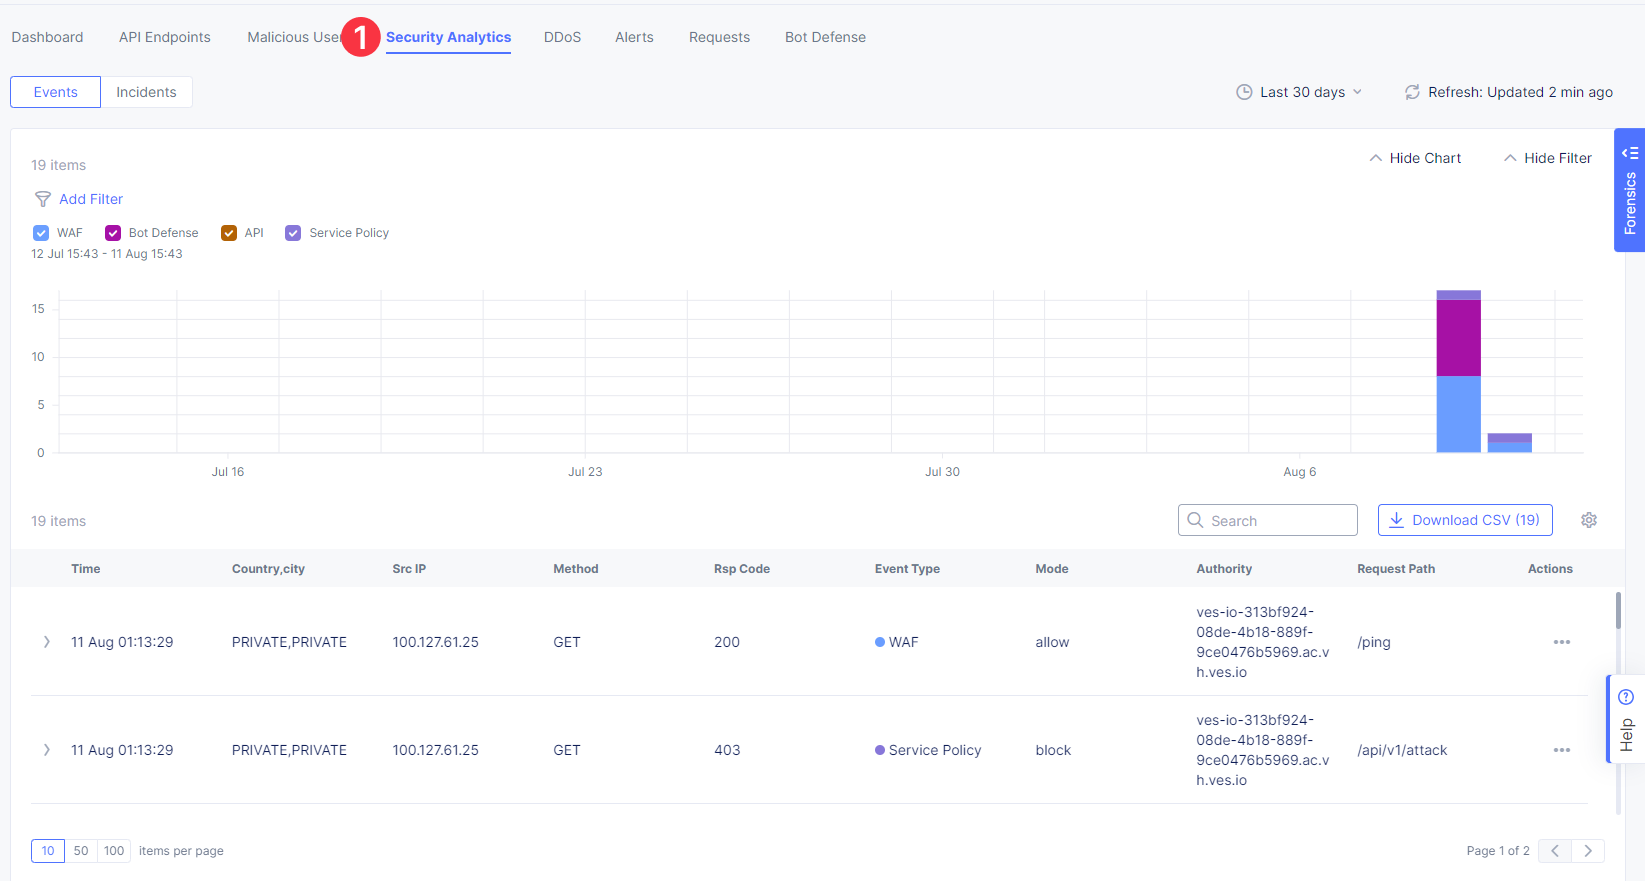 Dashboard API Endpoints Malicious User 1 Security Analytics DDoS Alerts Requests Bot Defense
Events Incidents Last 30 days Refresh: Updated 2 min ago
19 items Hide Chart Hide Filter
Forensics
Add Filter
WAF Bot Defense API Service Policy
12 Jul 15:43 - 11 Aug 15:43
15
10
5
0
Jul 16 Jul 23 Jul 30 Aug 6
19 items Search Download CSV (19)
Time Country,city Src IP Method Rsp Code Event Type Mode Authority Request Path Actions
11 Aug 01:13:29 PRIVATE,PRIVATE 100.127.61.25 GET 200 WAF allow ves-io-313bf924-
08de-4b18-889f-
9ce0476b5969.ac.v
h.ves.io /ping
11 Aug 01:13:29 PRIVATE,PRIVATE 100.127.61.25 GET 403 Service Policy block ves-io-313bf924-
08de-4b18-889f-
9ce0476b5969.ac.v
h.ves.io /api/v1/attack
Help
10 50 100 items per page Page 1 of 2